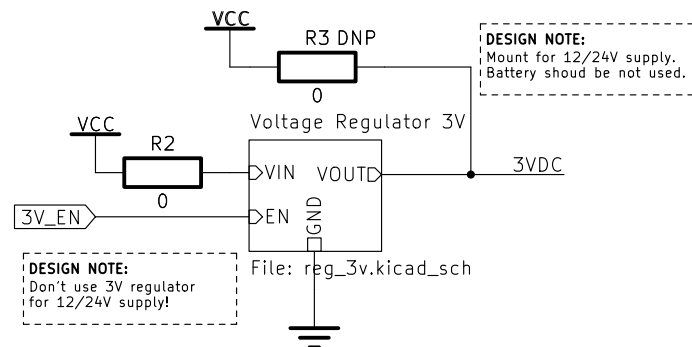 VCC
R3 DNP
0
DESIGN NOTE:
Mount for 12/24V supply.
Battery shoud be not used.
Voltage Regulator 3V
VCC
R2
0
VIN
VOUT
3VDC
3V_EN
EN
GND
File: reg_3v.kicad_sch
DESIGN NOTE:
Don't use 3V regulator
for 12/24V supply!